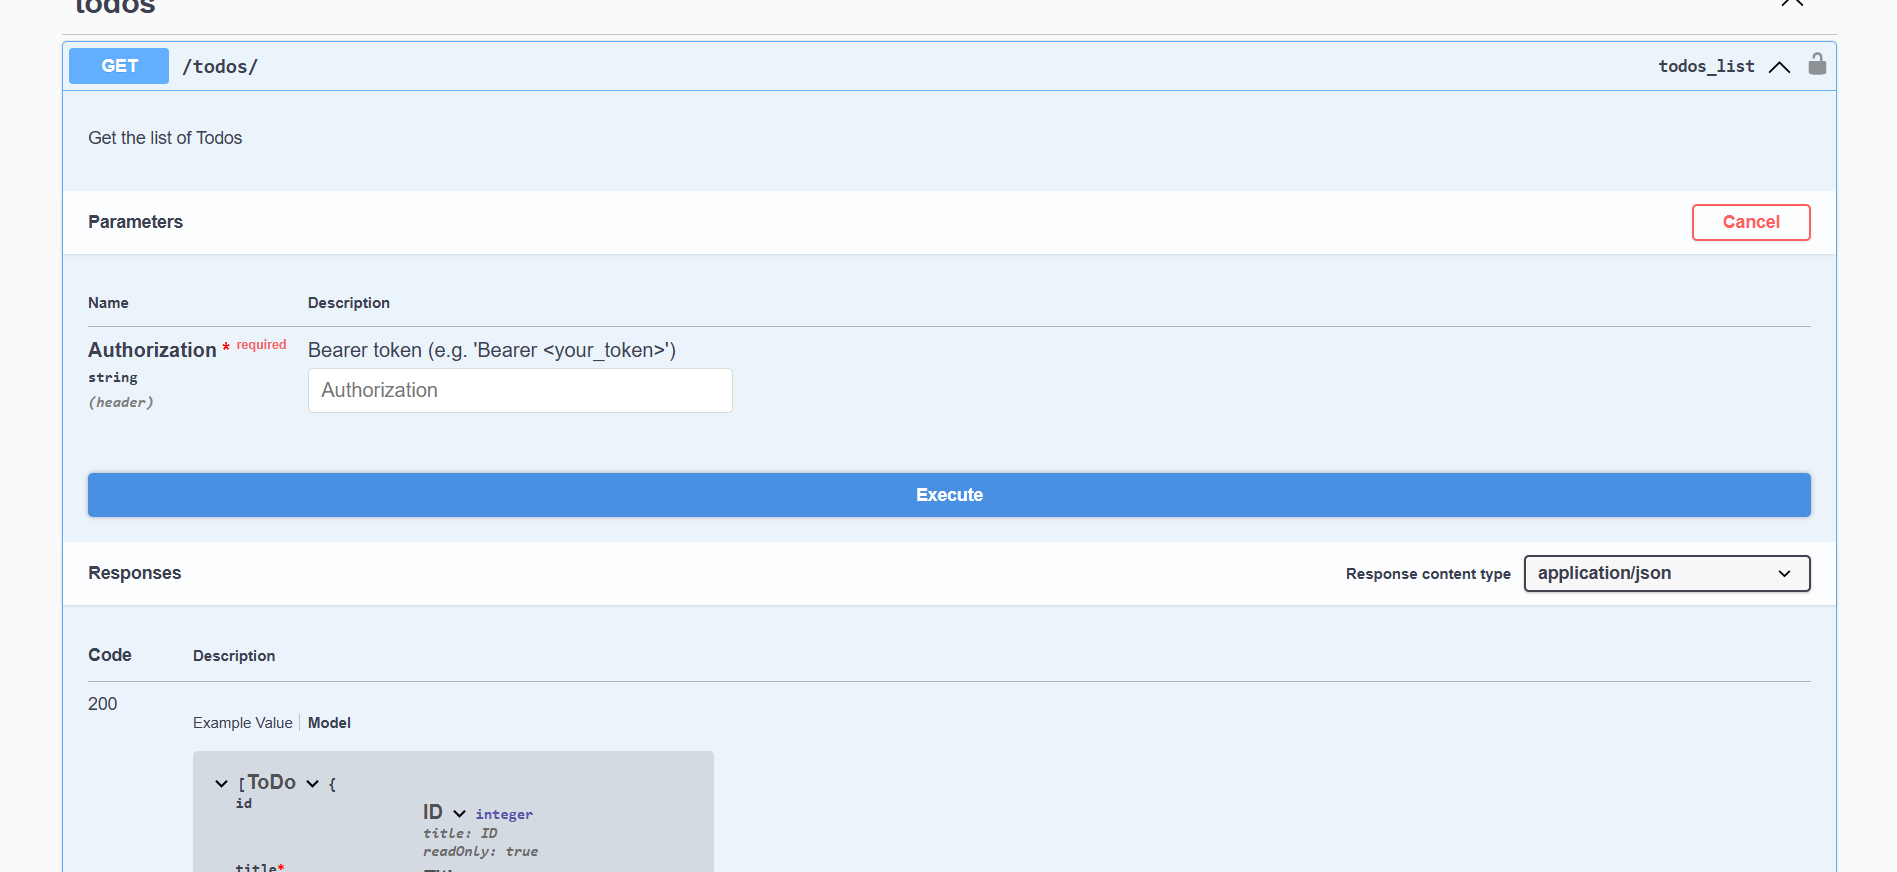 todos
GET /todos/ todos_list
Get the list of Todos
Parameters Cancel
Name Description
Authorization * required Bearer token (e.g. 'Bearer <your_token>')
string Authorization
(header)
Execute
Responses Response content type application/json
Code Description
200
Example Value Model
[ToDo {
id
ID integer
title: ID
readOnly: true
title*